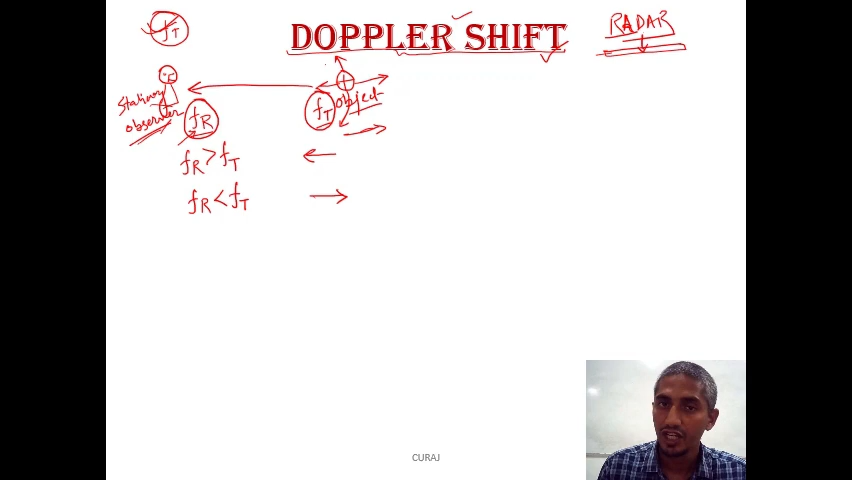 fT
DOPPLER SHIFT
RADAR
Stationary
observer
fR
fT
object
fR > fT
fR < fT
CURAJ